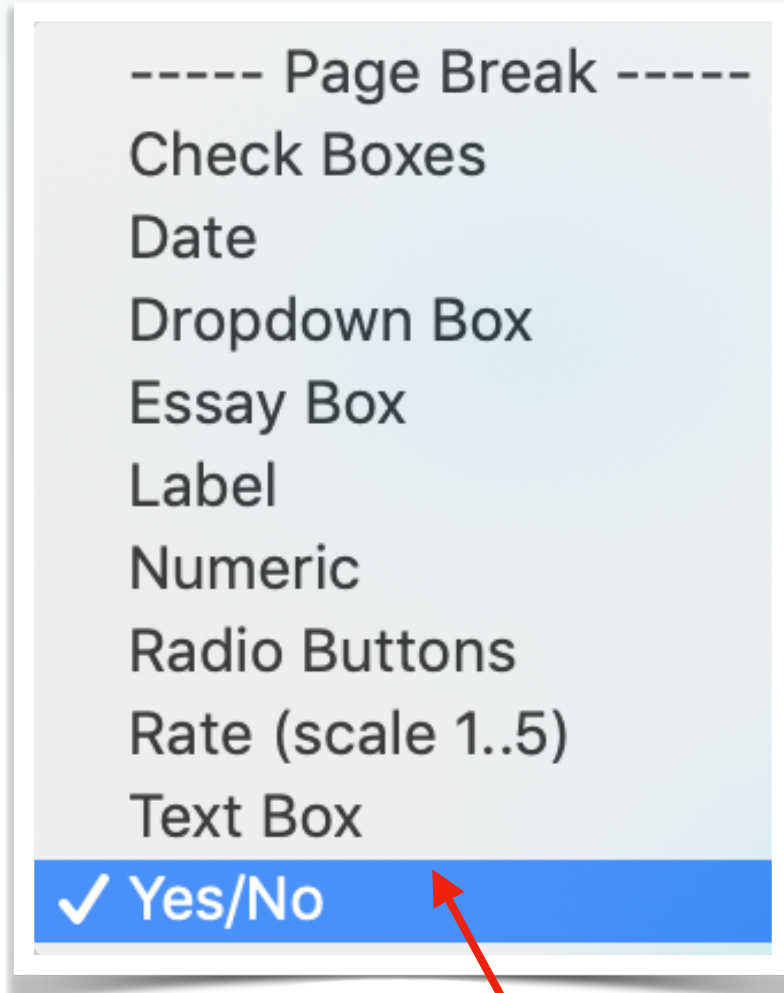 ----- Page Break -----
Check Boxes
Date
Dropdown Box
Essay Box
Label
Numeric
Radio Buttons
Rate (scale 1..5)
Text Box
✓ Yes/No